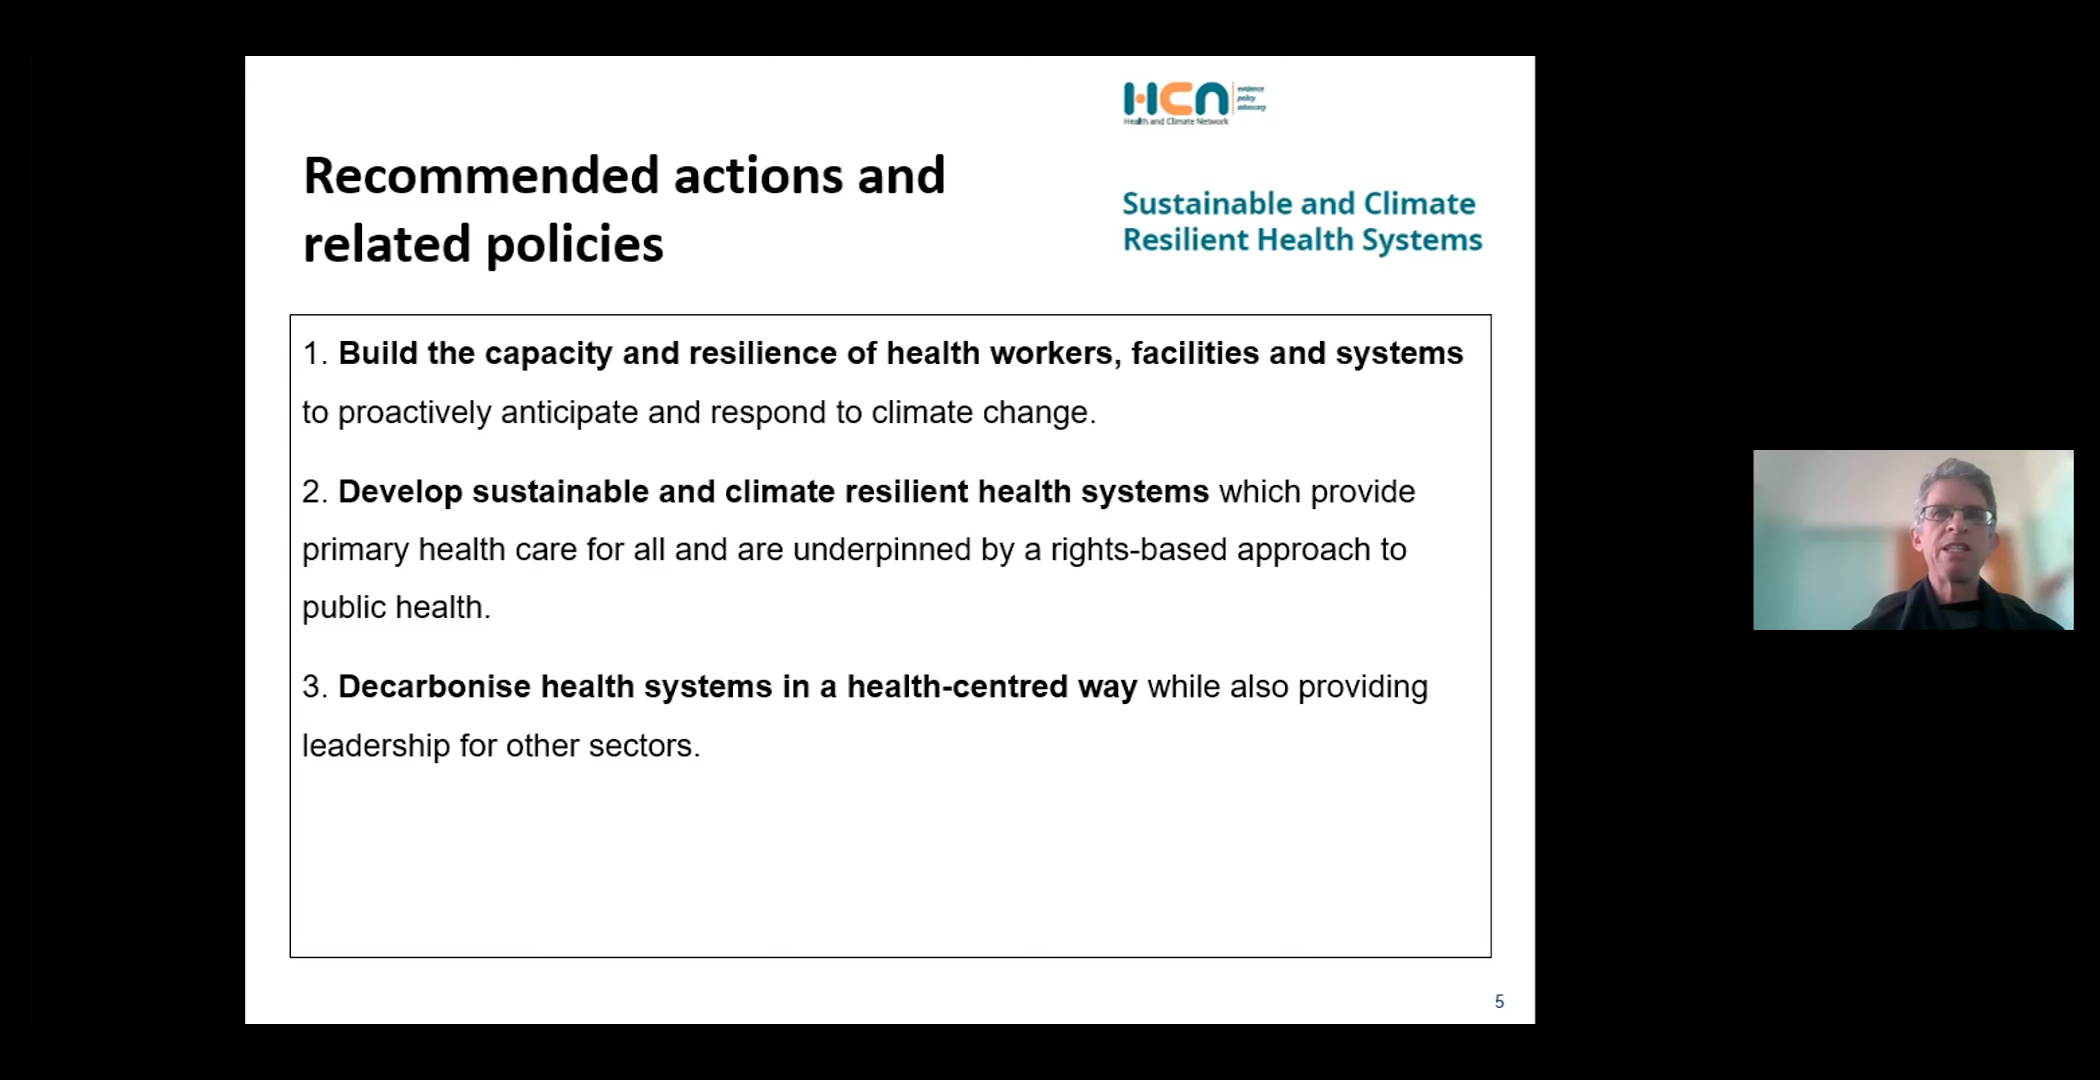 HCN
evidence
policy
advocacy
Health and Climate Network
Recommended actions and
related policies
Sustainable and Climate
Resilient Health Systems
1. Build the capacity and resilience of health workers, facilities and systems
to proactively anticipate and respond to climate change.
2. Develop sustainable and climate resilient health systems which provide
primary health care for all and are underpinned by a rights-based approach to
public health.
3. Decarbonise health systems in a health-centred way while also providing
leadership for other sectors.
5